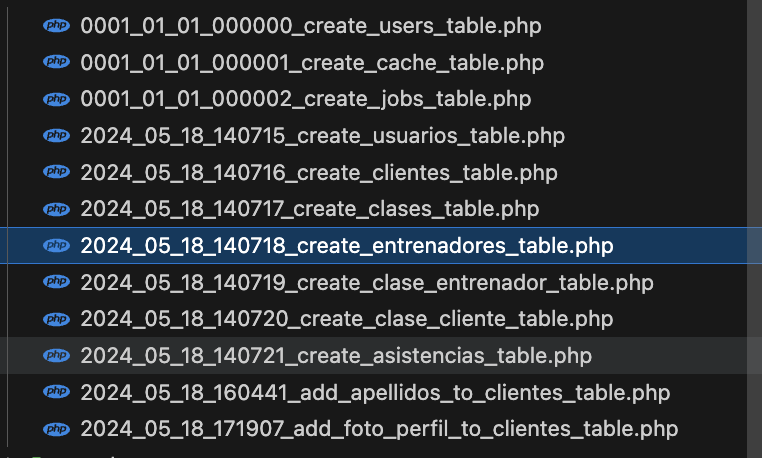 php 0001_01_01_000000_create_users_table.php
php 0001_01_01_000001_create_cache_table.php
php 0001_01_01_000002_create_jobs_table.php
php 2024_05_18_140715_create_usuarios_table.php
php 2024_05_18_140716_create_clientes_table.php
php 2024_05_18_140717_create_clases_table.php
php 2024_05_18_140718_create_entrenadores_table.php
php 2024_05_18_140719_create_clase_entrenador_table.php
php 2024_05_18_140720_create_clase_cliente_table.php
php 2024_05_18_140721_create_asistencias_table.php
php 2024_05_18_160441_add_apellidos_to_clientes_table.php
php 2024_05_18_171907_add_foto_perfil_to_clientes_table.php